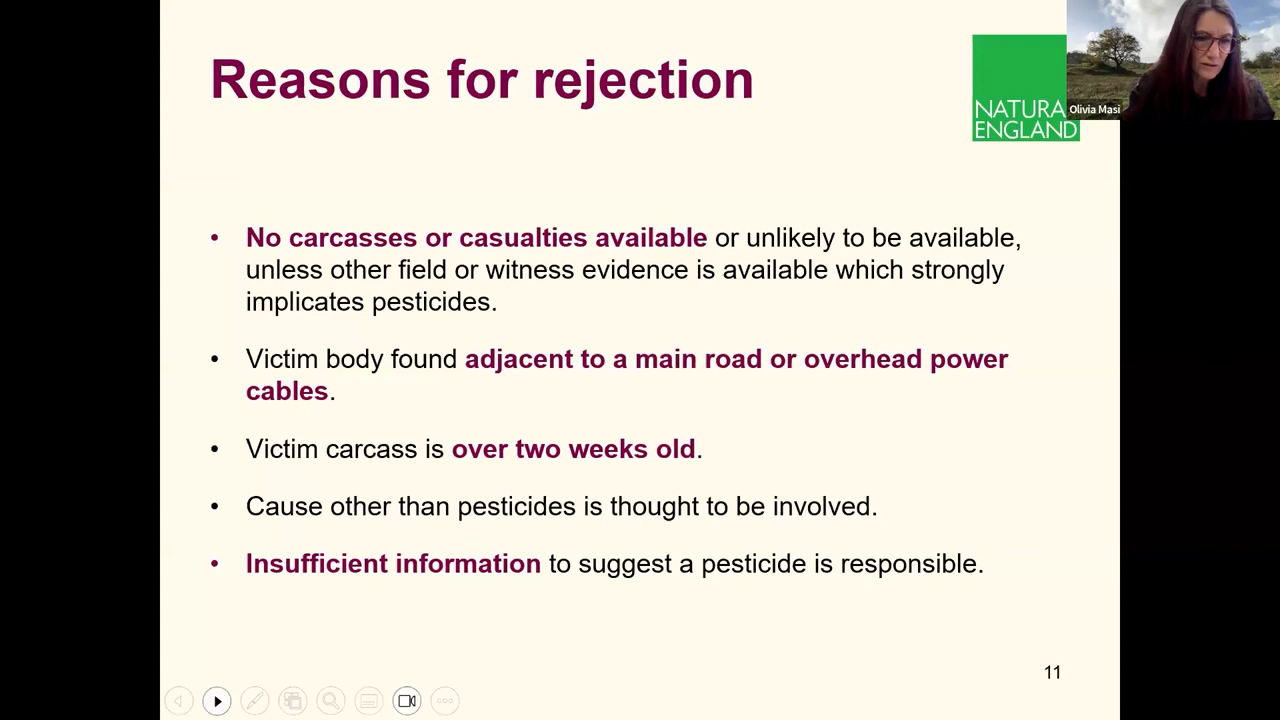 Reasons for rejection
NATURA
ENGLAND
Olivia Masi
• No carcasses or casualties available or unlikely to be available,
unless other field or witness evidence is available which strongly
implicates pesticides.
• Victim body found adjacent to a main road or overhead power
cables.
• Victim carcass is over two weeks old.
• Cause other than pesticides is thought to be involved.
• Insufficient information to suggest a pesticide is responsible.
11